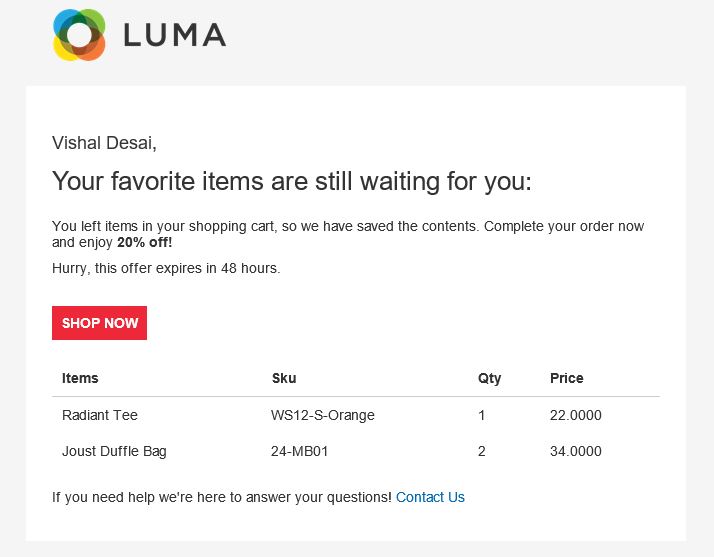 LUMA
Vishal Desai,
Your favorite items are still waiting for you:
You left items in your shopping cart, so we have saved the contents. Complete your order now
and enjoy 20% off!
Hurry, this offer expires in 48 hours.
SHOP NOW
Items Sku Qty Price
Radiant Tee WS12-S-Orange 1 22.0000
Joust Duffle Bag 24-MB01 2 34.0000
If you need help we're here to answer your questions! Contact Us